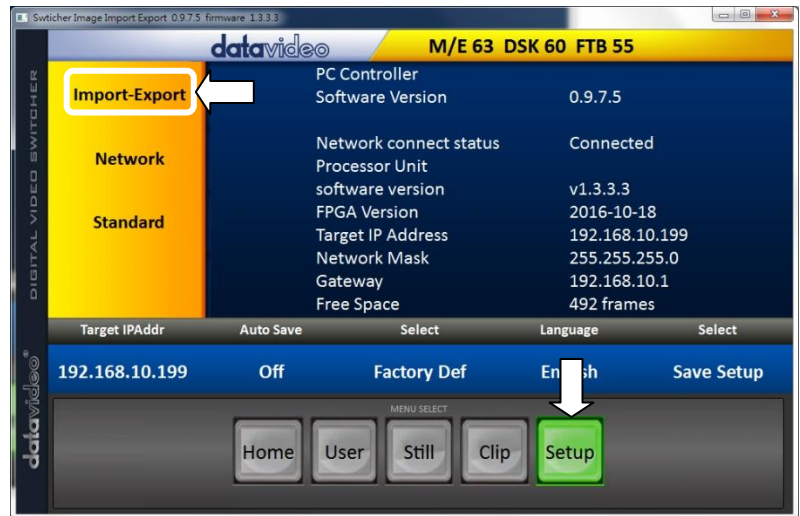 Swticher Image Import Export 0.9.7.5 firmware 1.3.3.3
datavideo M/E 63 DSK 60 FTB 55
DIGITAL VIDEO SWITCHER
datavideo®
Import-Export
Network
Standard
PC Controller
Software Version 0.9.7.5
Network connect status Connected
Processor Unit
software version v1.3.3.3
FPGA Version 2016-10-18
Target IP Address 192.168.10.199
Network Mask 255.255.255.0
Gateway 192.168.10.1
Free Space 492 frames
Target IPAddr Auto Save Select Language Select
192.168.10.199 Off Factory Def Save Setup
MENU SELECT
Home User Still Clip Setup